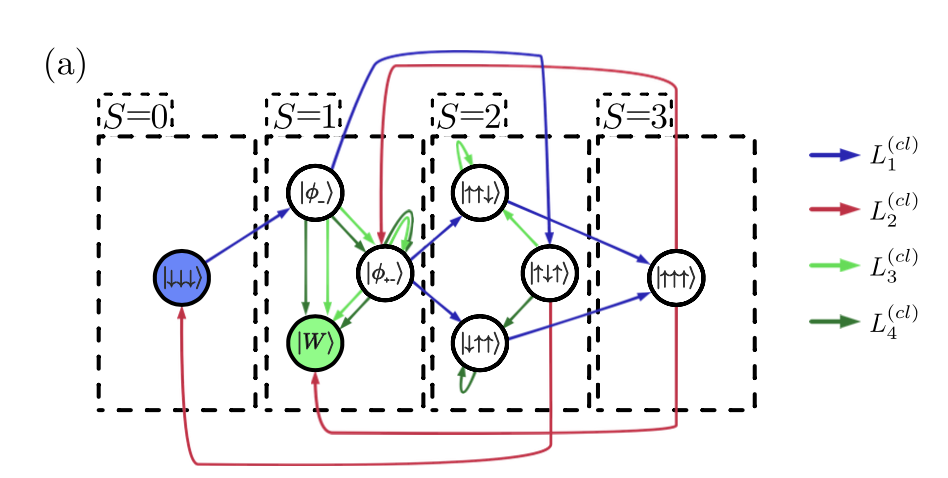 (a)
S=0 S=1 S=2 S=3
|ϕ₋⟩ |↑↑↓⟩
L₁^(cl)
L₂^(cl)
|↓↓↓⟩ |ϕ₊₋⟩ |↑↓↑⟩ |↑↑↑⟩
L₃^(cl)
L₄^(cl)
|W⟩ |↓↑↑⟩